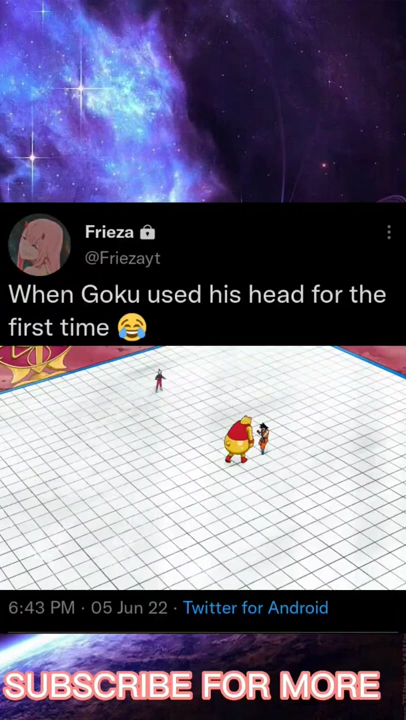 Frieza
@Friezayt
When Goku used his head for the
first time 😂
6:43 PM · 05 Jun 22 · Twitter for Android
SUBSCRIBE FOR MORE